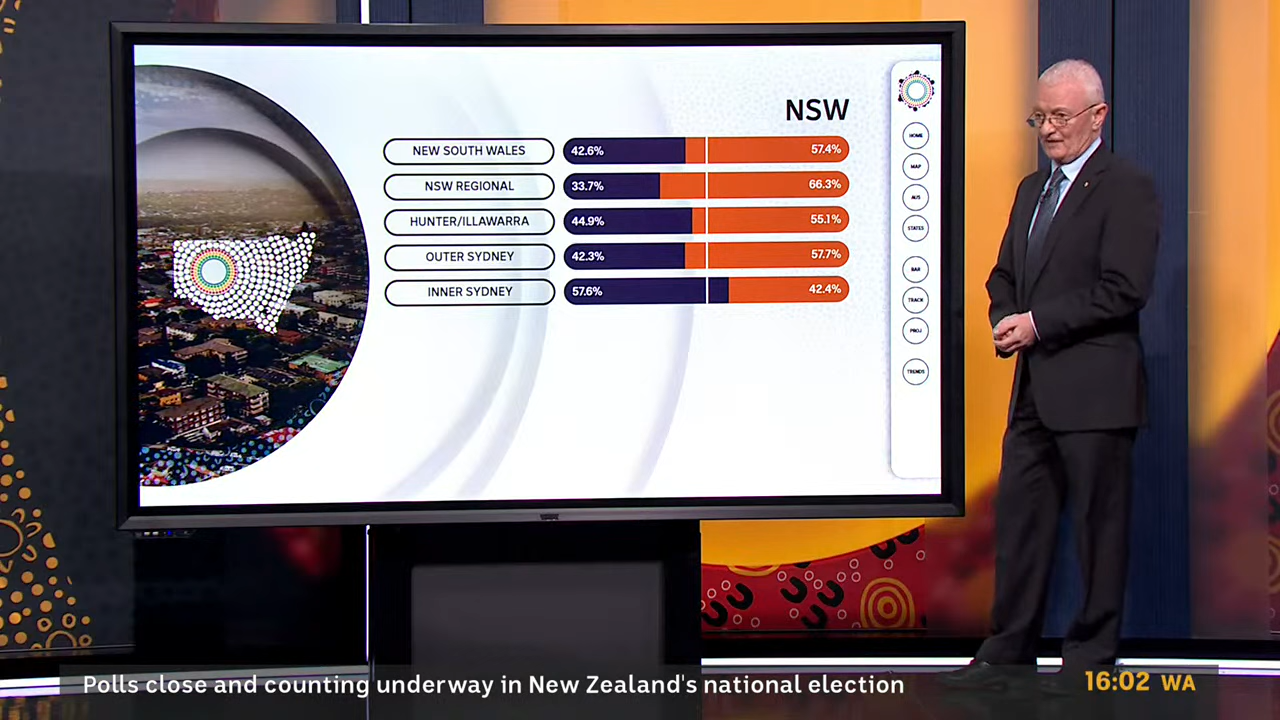 NSW
NEW SOUTH WALES 42.6% 57.4%
NSW REGIONAL 33.7% 66.3%
HUNTER/ILLAWARRA 44.9% 55.1%
OUTER SYDNEY 42.3% 57.7%
INNER SYDNEY 57.6% 42.4%
HOME
MAP
AUS
STATES
BAR
TRACK
PROJ
TRENDS
Polls close and counting underway in New Zealand's national election
16:02 WA